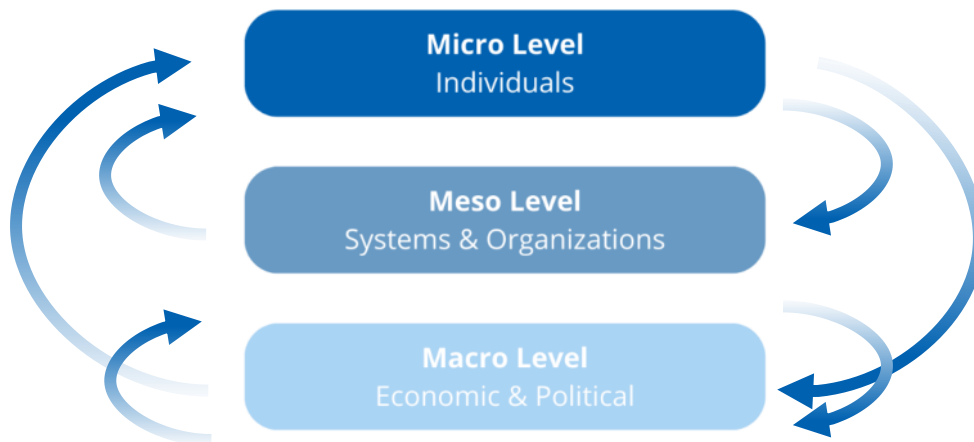 Micro Level
Individuals
Meso Level
Systems & Organizations
Macro Level
Economic & Political